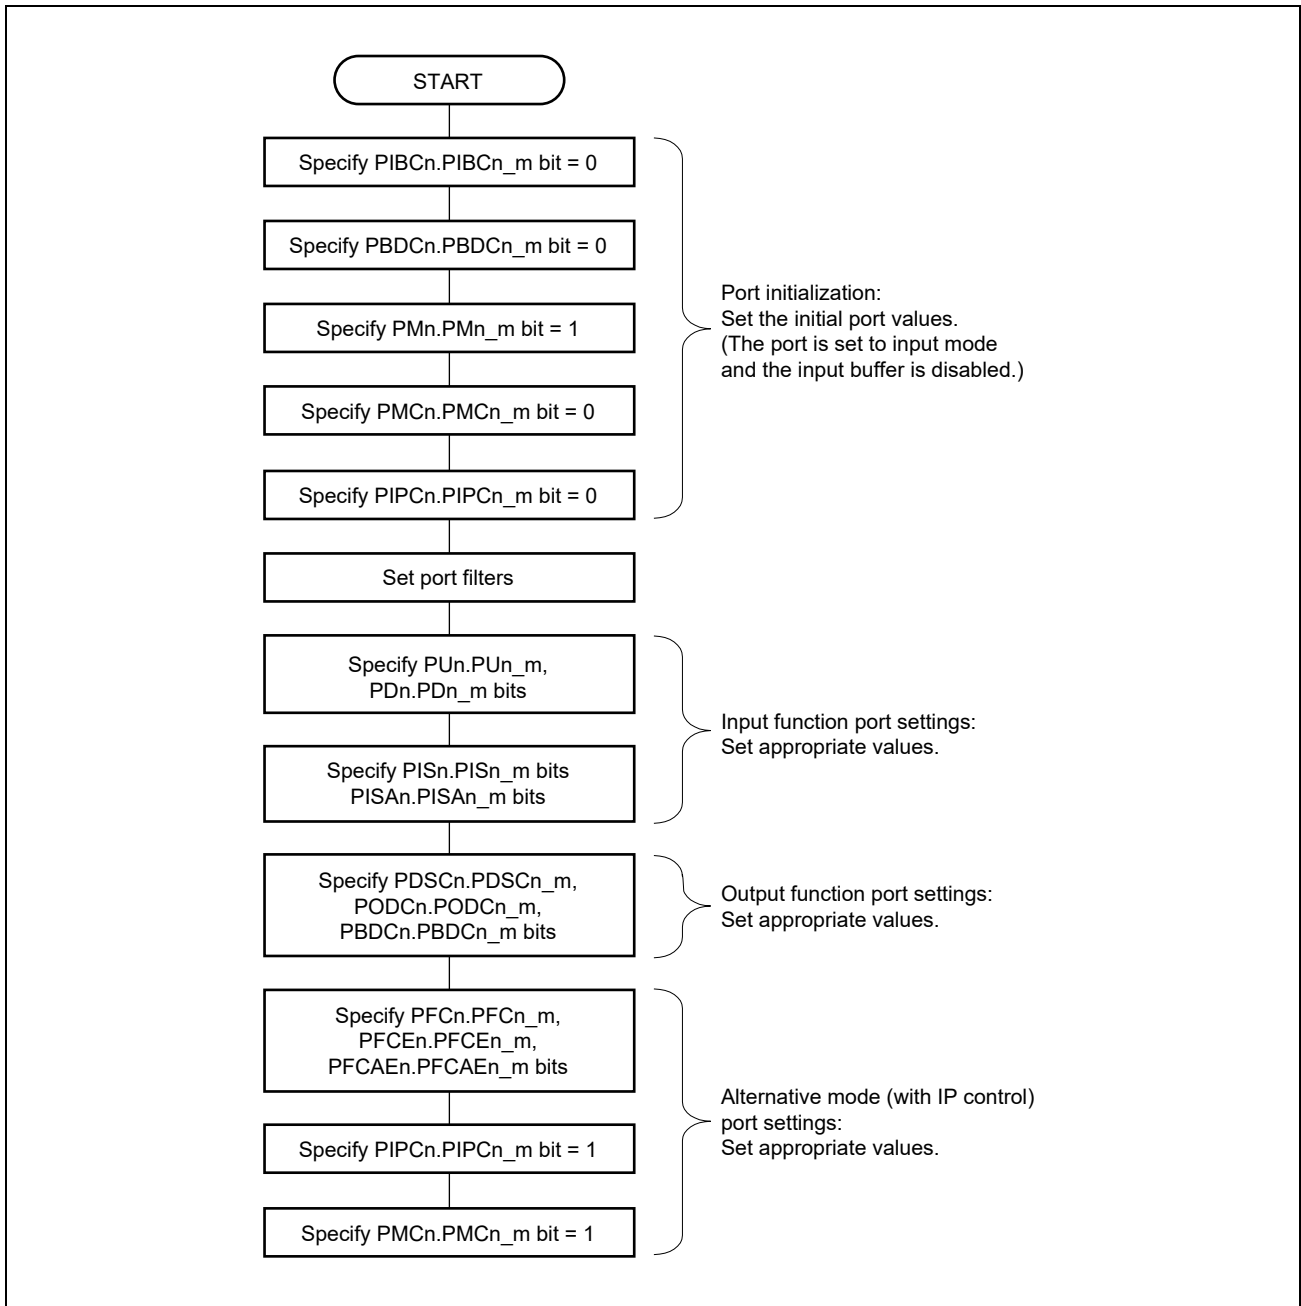 START
Specify PIBCn.PIBCn_m bit = 0
Specify PBDCn.PBDCn_m bit = 0
Specify PMn.PMn_m bit = 1
Specify PMCn.PMCn_m bit = 0
Specify PIPCn.PIPCn_m bit = 0
Port initialization:
Set the initial port values.
(The port is set to input mode
and the input buffer is disabled.)
Set port filters
Specify PUn.PUn_m,
PDn.PDn_m bits
Specify PISn.PISn_m bits
PISAn.PISAn_m bits
Input function port settings:
Set appropriate values.
Specify PDSCn.PDSCn_m,
PODCn.PODCn_m,
PBDCn.PBDCn_m bits
Output function port settings:
Set appropriate values.
Specify PFCn.PFCn_m,
PFCEn.PFCEn_m,
PFCAEn.PFCAEn_m bits
Specify PIPCn.PIPCn_m bit = 1
Specify PMCn.PMCn_m bit = 1
Alternative mode (with IP control)
port settings:
Set appropriate values.